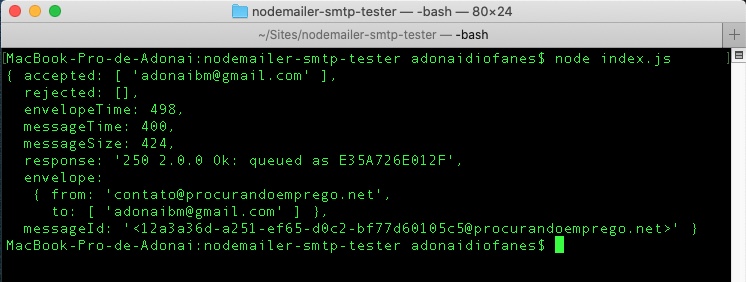 nodemailer-smtp-tester — -bash — 80×24
~/Sites/nodemailer-smtp-tester — -bash
[MacBook-Pro-de-Adonai:nodemailer-smtp-tester adonaidiofanes$ node index.js ]
{ accepted: [ 'adonaibm@gmail.com' ],
  rejected: [],
  envelopeTime: 498,
  messageTime: 400,
  messageSize: 424,
  response: '250 2.0.0 Ok: queued as E35A726E012F',
  envelope:
   { from: 'contato@procurandoemprego.net',
     to: [ 'adonaibm@gmail.com' ] },
  messageId: '<12a3a36d-a251-ef65-d0c2-bf77d60105c5@procurandoemprego.net>' }
MacBook-Pro-de-Adonai:nodemailer-smtp-tester adonaidiofanes$